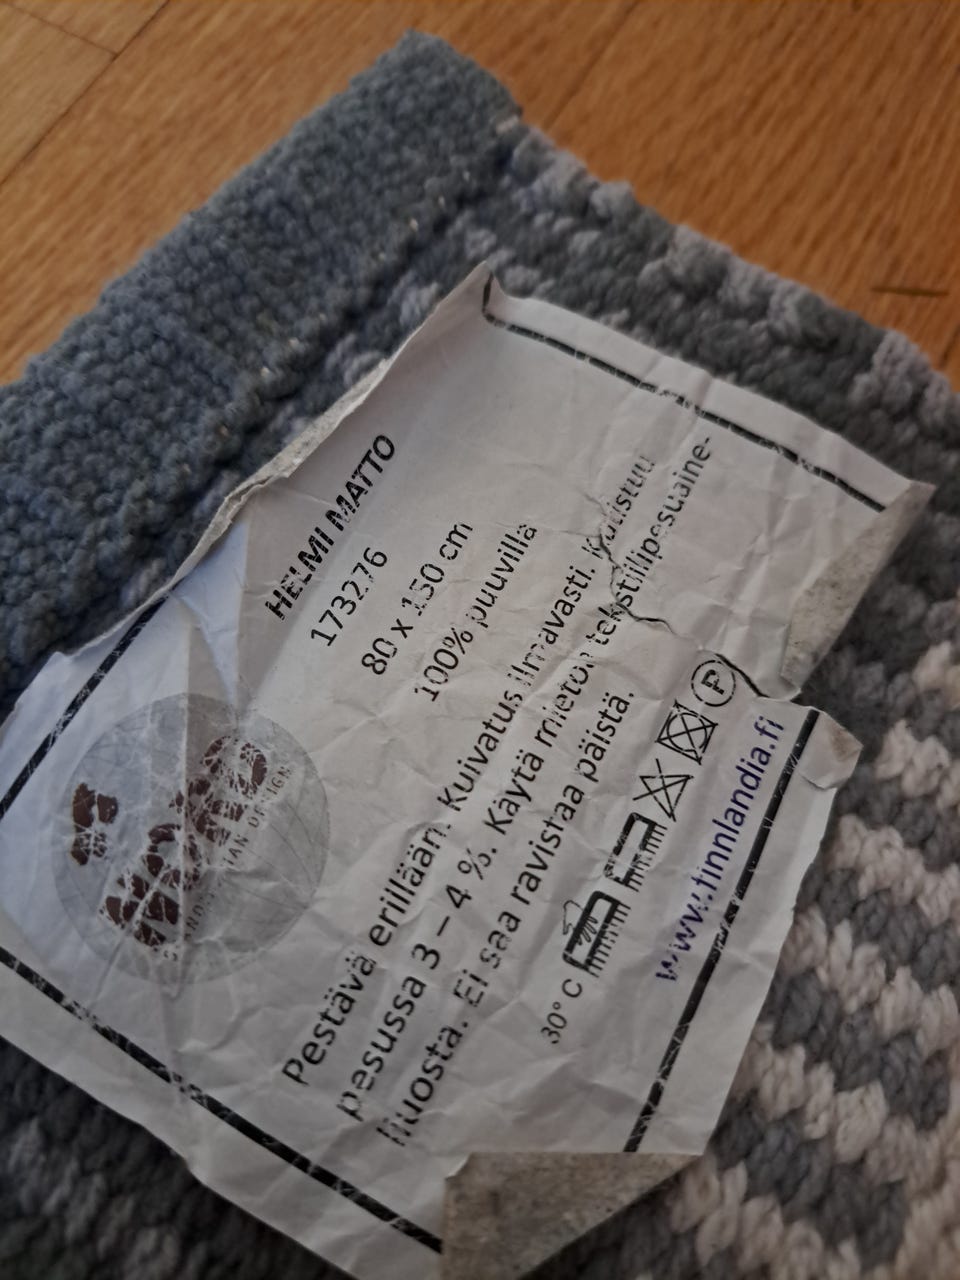 HELMI MATTO
173276
80 x 150 cm
100% puuvilla
Pestävä erillään. Kuivatus ilmavasti. Kutistuu
pesussa 3 – 4 %. Käytä mietoa tekstiilipesuaine-
liuosta. Ei saa ravistaa päistä.
30° C
P
www.finnlandia.fi